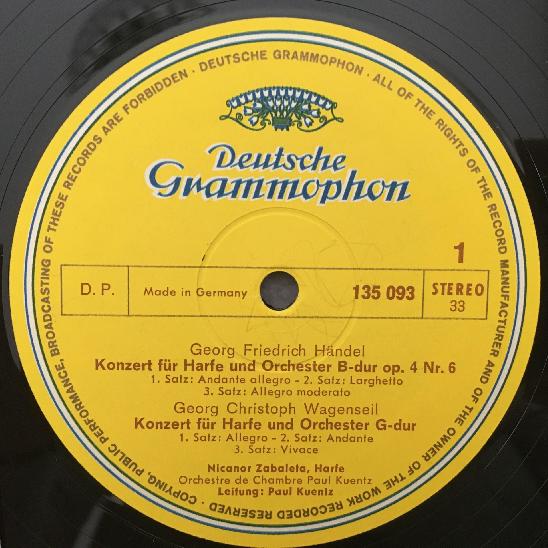 DEUTSCHE GRAMMOPHON · ALL OF THE RIGHTS OF THE RECORD MANUFACTURER AND OF THE OWNER OF THE WORK RECORDED RESERVED · COPYING, PUBLIC PERFORMANCE, BROADCASTING OF THESE RECORDS ARE FORBIDDEN ·
Deutsche
Grammophon
1
D. P.
Made in Germany
135 093
STEREO
33
Georg Friedrich Händel
Konzert für Harfe und Orchester B-dur op. 4 Nr. 6
1. Satz: Andante allegro - 2. Satz: Larghetto
3. Satz: Allegro moderato
Georg Christoph Wagenseil
Konzert für Harfe und Orchester G-dur
1. Satz: Allegro - 2. Satz: Andante
3. Satz: Vivace
Nicanor Zabaleta, Harfe
Orchestre de Chambre Paul Kuentz
Leitung: Paul Kuentz